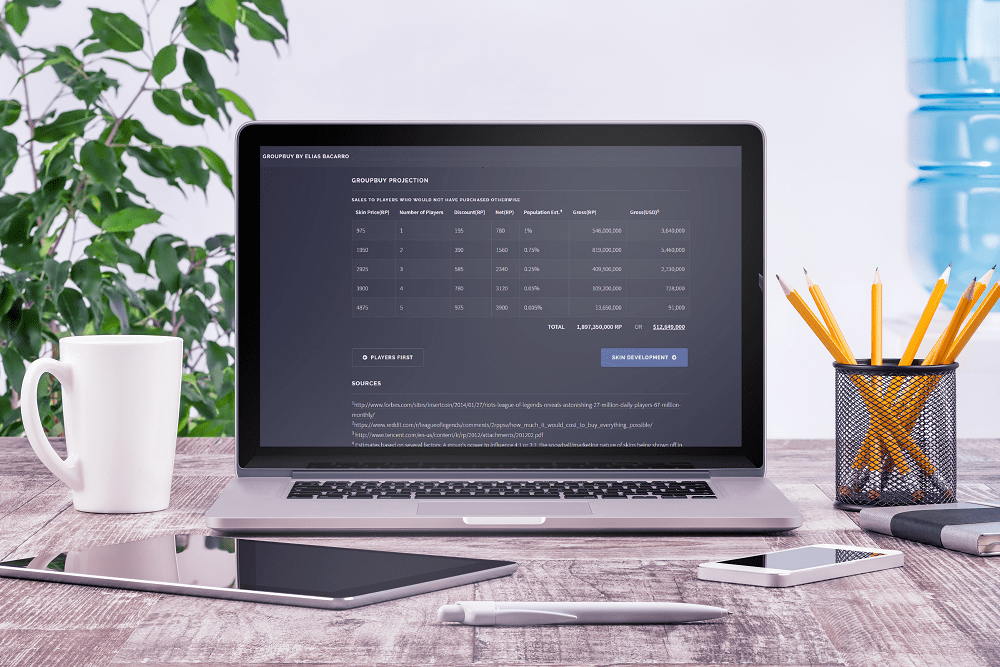 GROUPBUY BY ELIAS BACARRO
GROUPBUY PROJECTION
SALES TO PLAYERS WHO WOULD NOT HAVE PURCHASED OTHERWISE
Skin Price(RP) Number of Players Discount(RP) Net(RP) Population Est.4 Gross(RP) Gross(USD)5
975 1 195 780 1% 546,000,000 3,640,000
1950 2 390 1560 0.75% 819,000,000 5,460,000
2925 3 585 2340 0.25% 409,500,000 2,730,000
3900 4 780 3120 0.05% 109,200,000 728,000
4875 5 975 3900 0.005% 13,650,000 91,000
TOTAL 1,897,350,000 RP OR $12,649,000
PLAYERS FIRST
SKIN DEVELOPMENT
SOURCES
1http://www.forbes.com/sites/insertcoin/2014/01/27/riots-league-of-legends-reveals-astonishing-27-million-daily-players-67-million-
monthly/
2https://www.reddit.com/r/leagueoflegends/comments/2rppsw/how_much_it_would_cost_to_buy_everything_possible/
3 http://www.tencent.com/en-us/content/ir/rp/2012/attachments/201202.pdf
4 Estimates based on several factors: A group's power to influence 4:1 or 3:2, the snowball/marketing nature of skins being shown off in